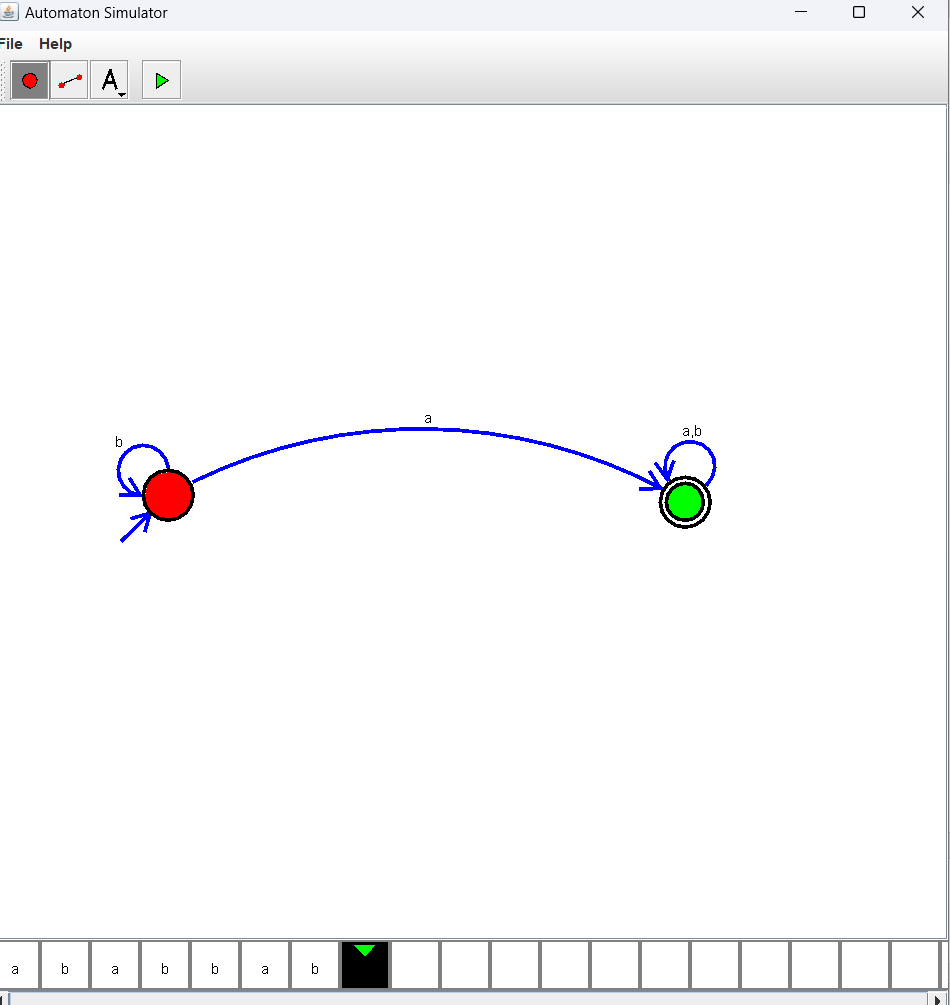 Automaton Simulator
File Help
A
a
b
a,b
a b a b b a b